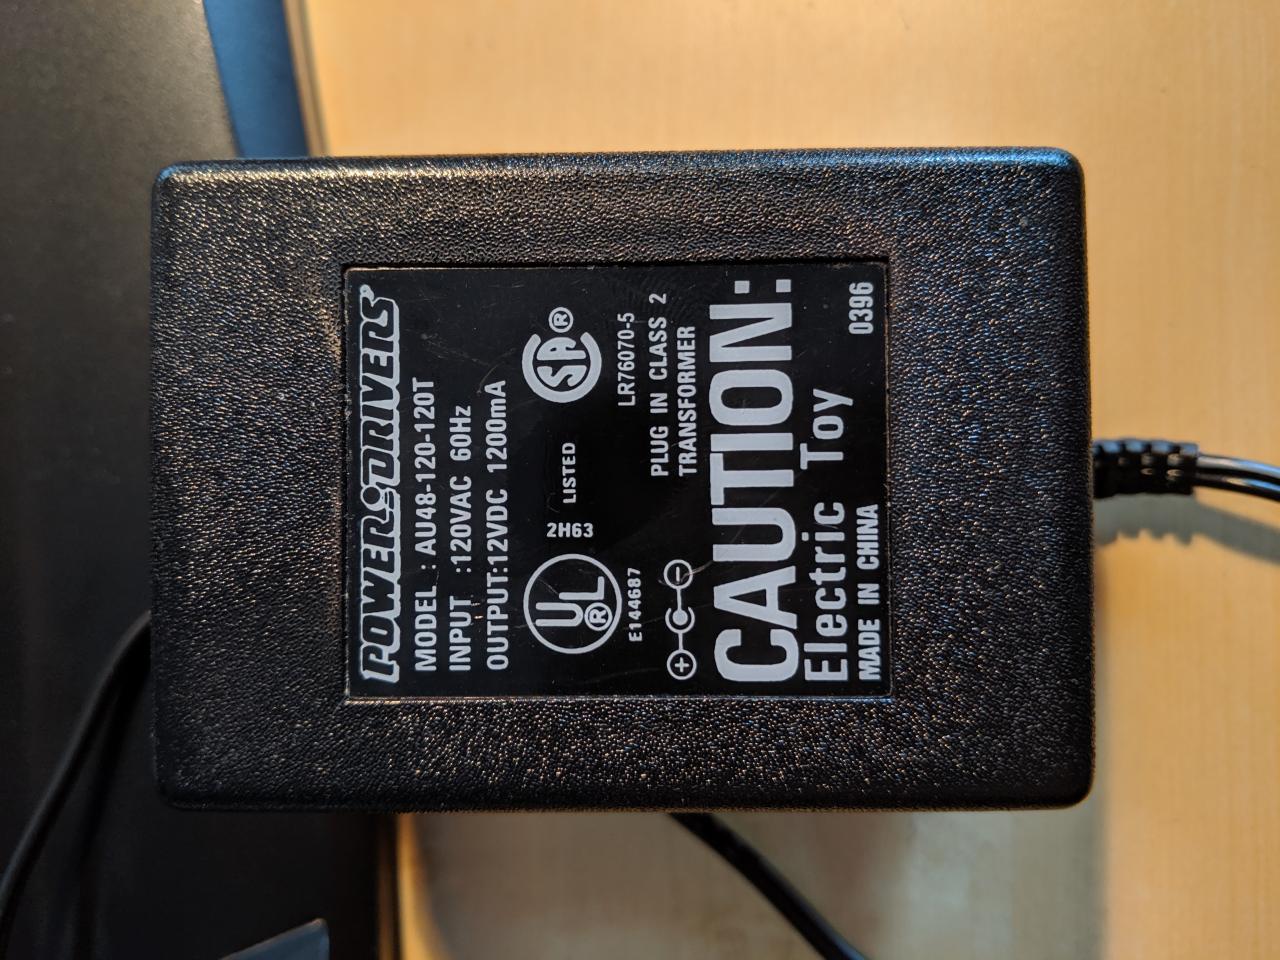 POWER DRIVERS®
MODEL : AU48-120-120T
INPUT :120VAC 60Hz
OUTPUT:12VDC 1200mA
UL ® 2H63 LISTED SA ®
E144687 LR76070-5
+ C - PLUG IN CLASS 2
TRANSFORMER
CAUTION:
Electric Toy
MADE IN CHINA 0396